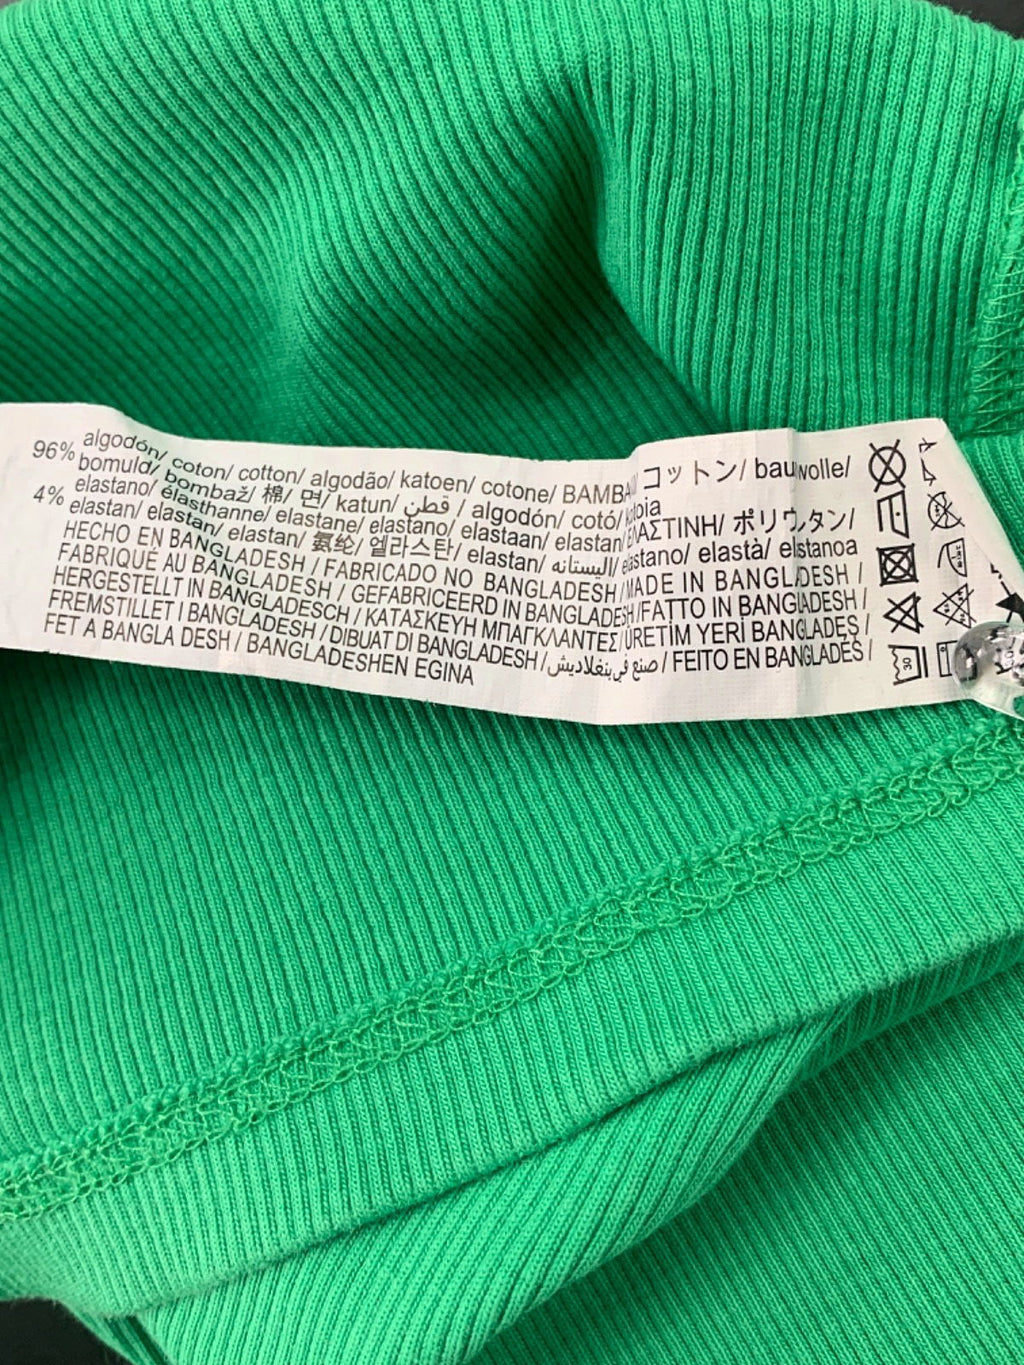 96% algodón/ coton/ cotton/ algodão/ katoen/ cotone/ コットン/
bomuld/ bombaž/ 棉/ 면/ katun/ قطن / algodón/ cotó/
4% elastano/ élasthanne/ elastane/ elastano/ elastaan/ elastan/ ポリウレタン/
elastan/ elastan/ elastan/ 氨纶/ 엘라스탄/ elastan/ اليستانه/ elastano/ elastà/ elastanoa
HECHO EN BANGLADESH / FABRICADO NO BANGLADESH / MADE IN BANGLADESH /
FABRIQUÉ AU BANGLADESH / GEFABRICEERD IN BANGLADESH/FATTO IN BANGLADESH /
HERGESTELLT IN BANGLADESCH / ΚΑΤΑΣΚΕΥΗ ΜΠΑΓΚΛΑΝΤΕΣ/ ÜRETİM YERİ BANGLADEŞ /
FREMSTILLET I BANGLADESH / DIBUAT DI BANGLADESH / صنع في بنغلاديش / FEITO EN BANGLADÉS /
FET A BANGLA DESH / BANGLADESHEN EGINA
30